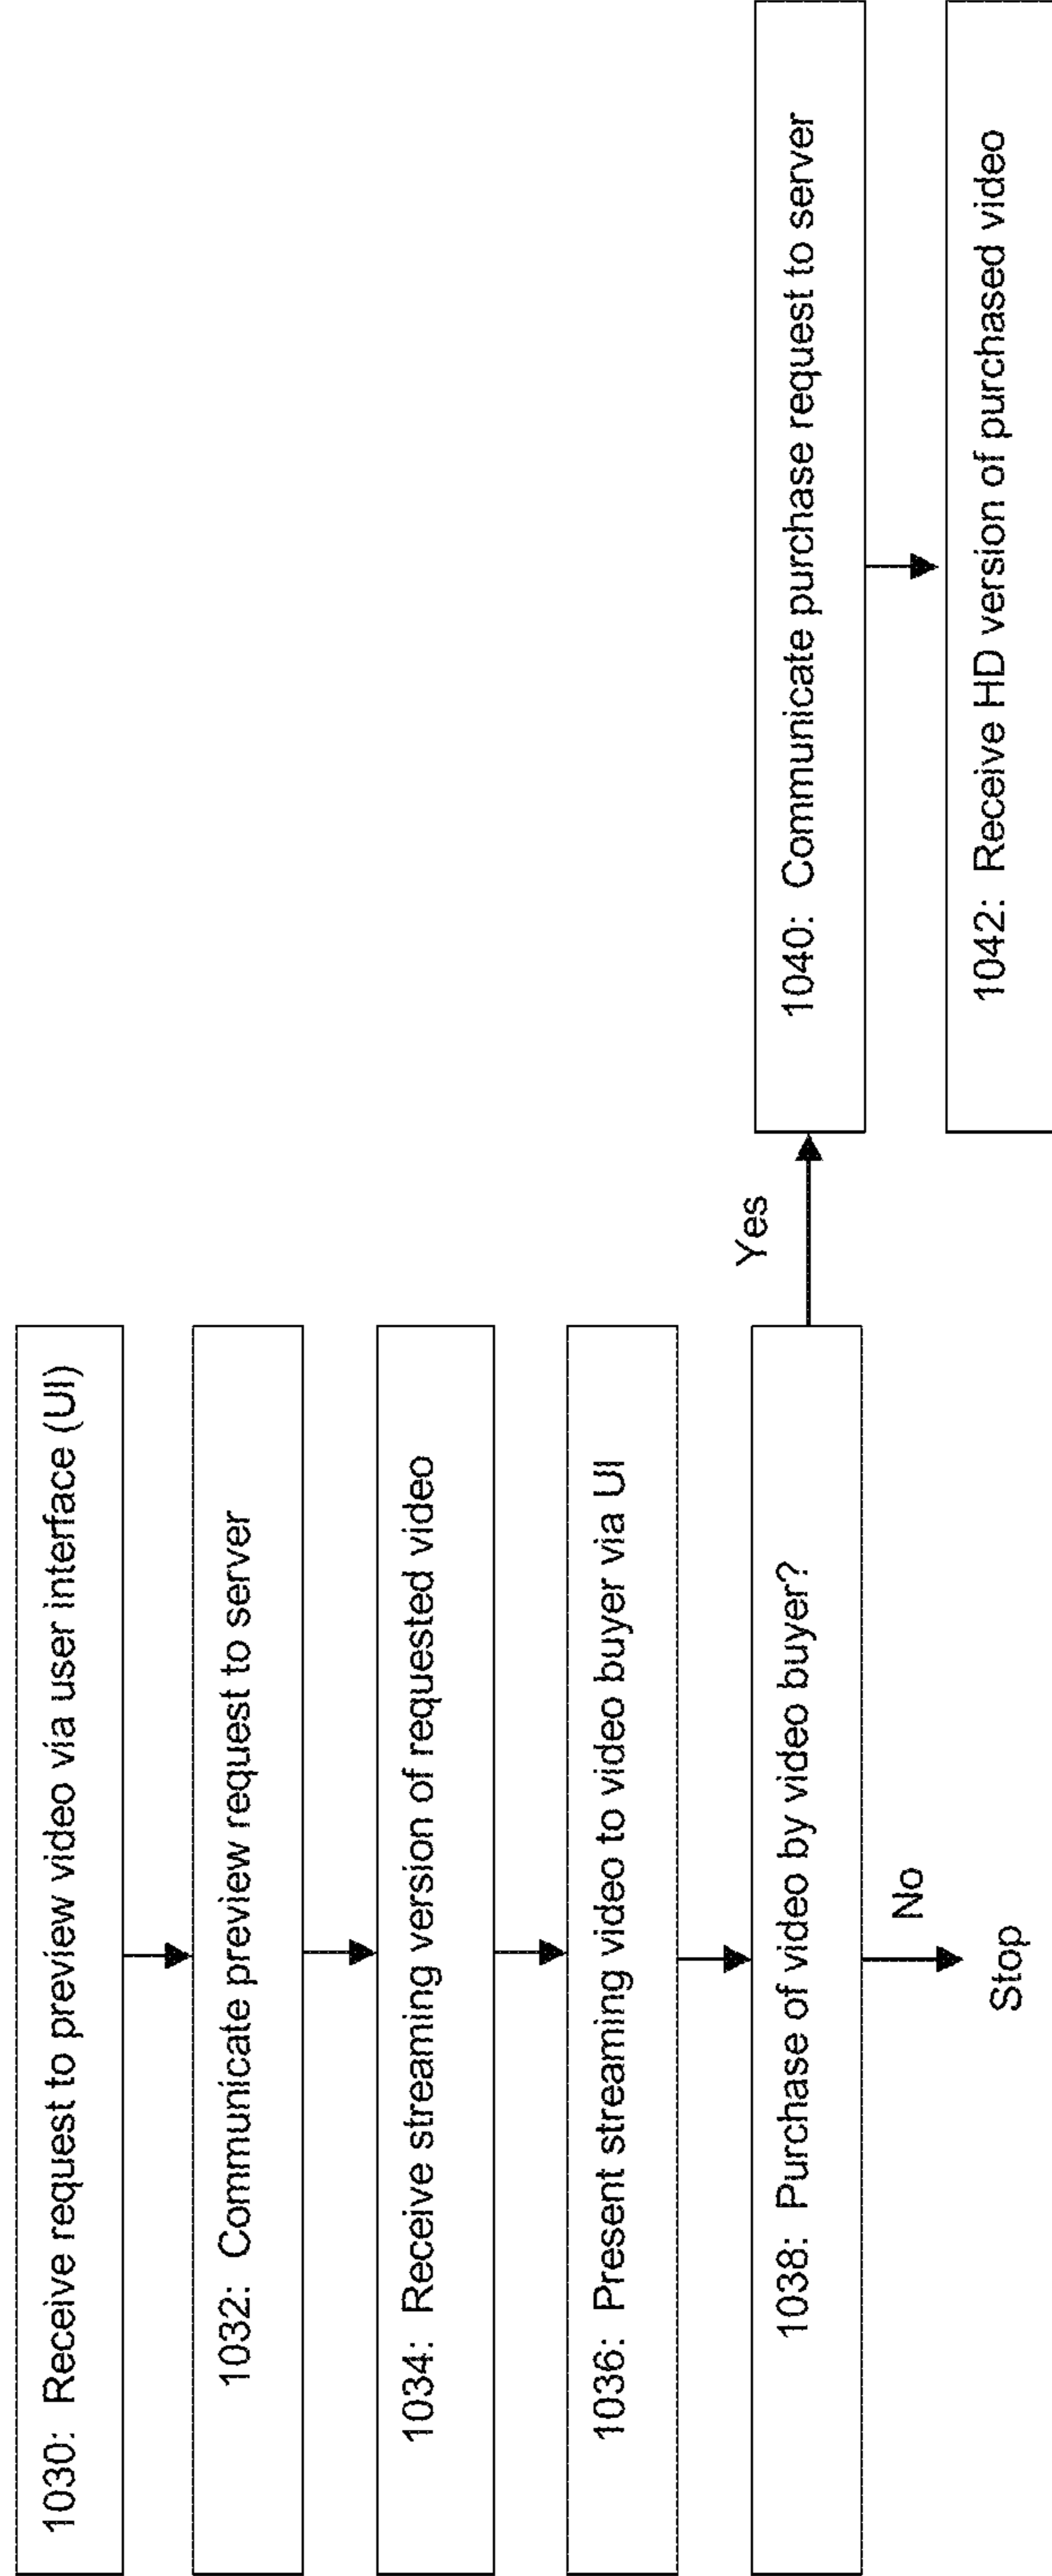 1030: Receive request to preview video via user interface (UI)
1032: Communicate preview request to server
1034: Receive streaming version of requested video
1036: Present streaming video to video buyer via UI
1038: Purchase of video by video buyer?
Yes
1040: Communicate purchase request to server
1042: Receive HD version of purchased video
No
Stop